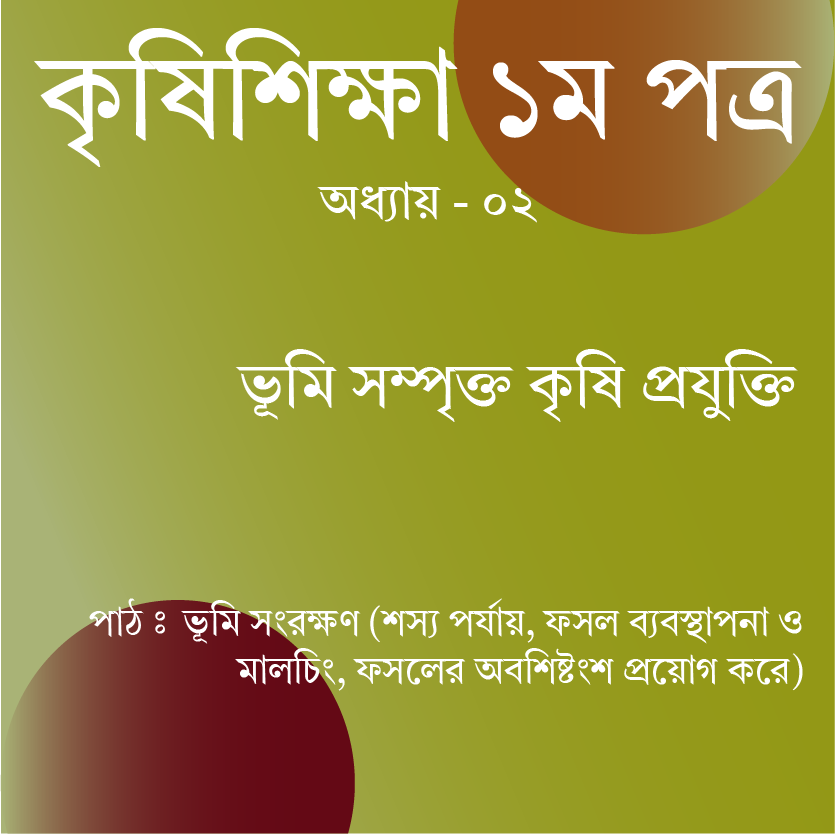 কৃষিশিক্ষা ১ম পত্র
অধ্যায় - ০২
ভূমি সম্পৃক্ত কৃষি প্রযুক্তি
পাঠ ঃ ভূমি সংরক্ষণ (শস্য পর্যায়, ফসল ব্যবস্থাপনা ও
মালচিং, ফসলের অবশিষ্টংশ প্রয়োগ করে)